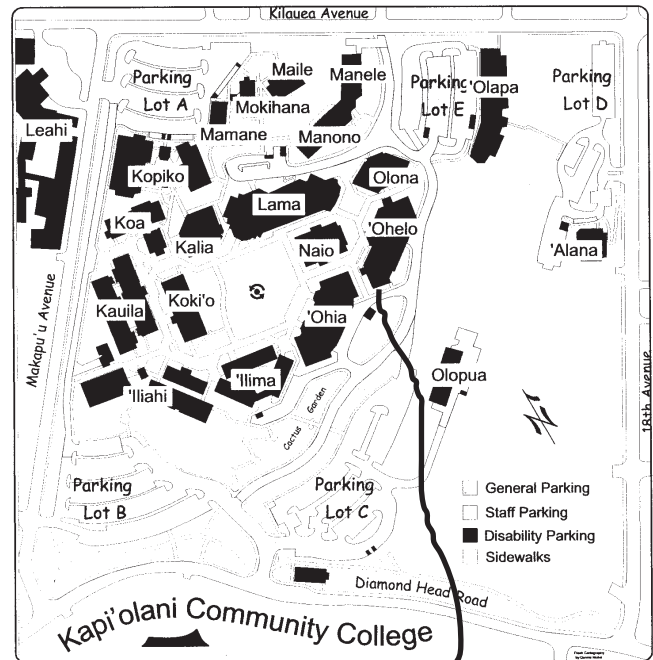 Kilauea Avenue
Parking
Lot A
Maile
Manele
Mokihana
Mamane
Manono
Parking
Lot E
'Olapa
Parking
Lot D
Leahi
Kopiko
Olona
Lama
Koa
'Ohelo
Kalia
Naio
'Alana
Makapu'u Avenue
Kauila
Koki'o
'Ohia
18th Avenue
Olopua
'Ilima
'Iliahi
Cactus Garden
Parking
Lot B
Parking
Lot C
General Parking
Staff Parking
Disability Parking
Sidewalks
Diamond Head Road
Kapi'olani Community College